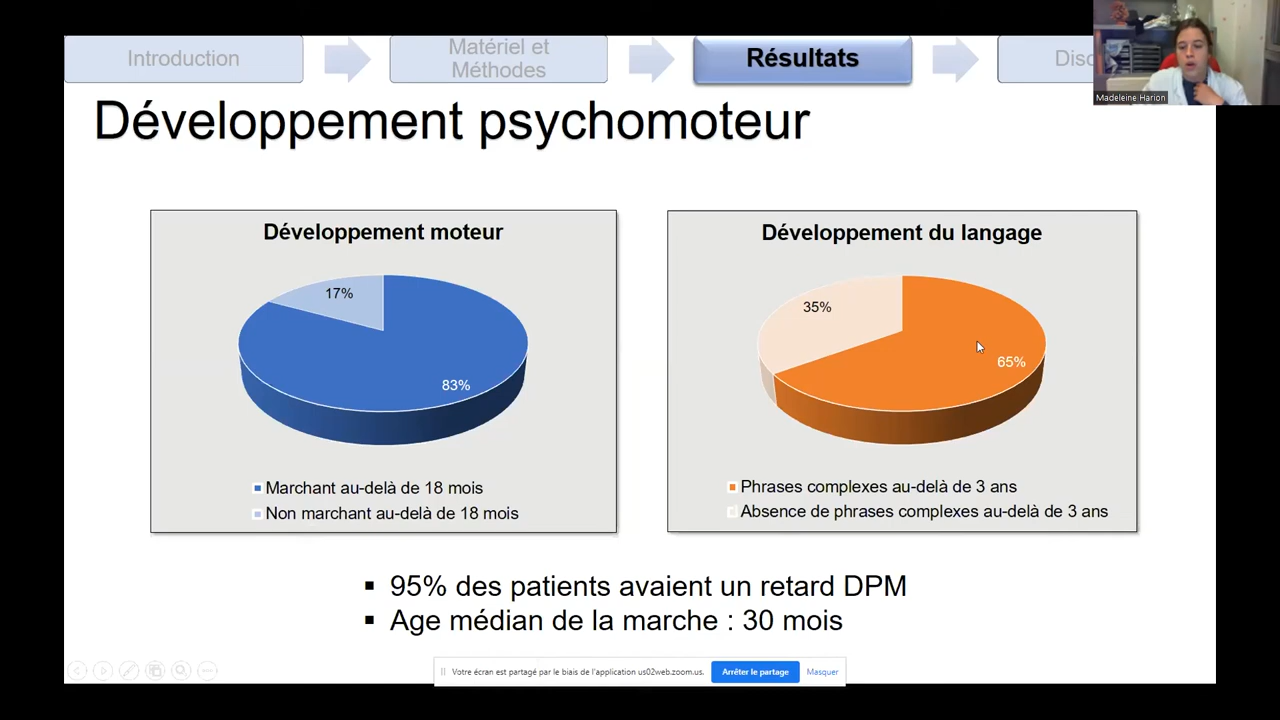 Introduction
Matériel et
Méthodes
Résultats
Disc
Madeleine Harion
Développement psychomoteur
Développement moteur
17%
83%
Marchant au-delà de 18 mois
Non marchant au-delà de 18 mois
Développement du langage
35%
65%
Phrases complexes au-delà de 3 ans
Absence de phrases complexes au-delà de 3 ans
▪ 95% des patients avaient un retard DPM
▪ Age médian de la marche : 30 mois
Votre écran est partagé par le biais de l'application us02web.zoom.us. Arrêter le partage Masquer